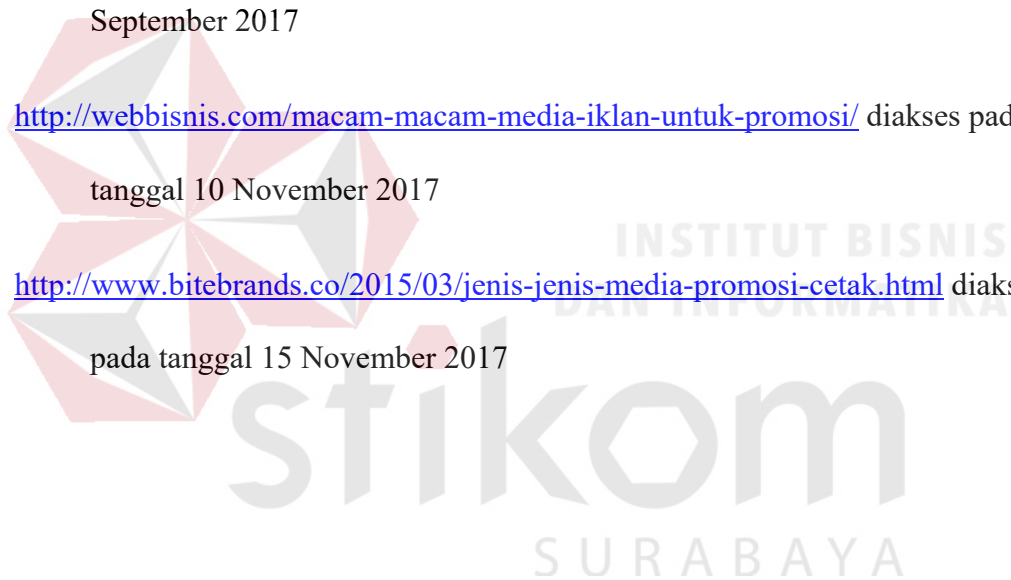 September 2017
http://webbisnis.com/macam-macam-media-iklan-untuk-promosi/ diakses
tanggal 10 November 2017
INSTITUT BISNIS
http://www.bitebrands.co/2015/03/jenis-jenis-media-promosi-cetak.html
DAN INFORMATIKA
pada tanggal 15 November 2017
stikom
SURABAYA